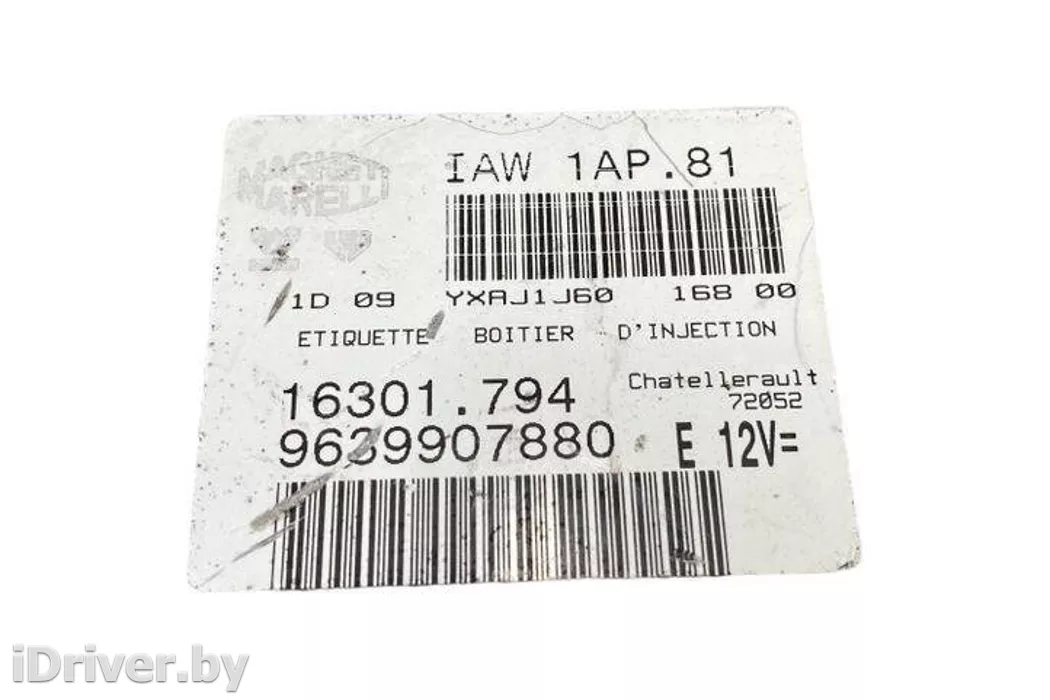 MAGNETI
MARELLI
IAW 1AP.81
1D 09 YXAJ1J60 168 00
ETIQUETTE BOITIER D'INJECTION
16301.794
Chatellerault
72052
9639907880 E 12V=
iDriver.by